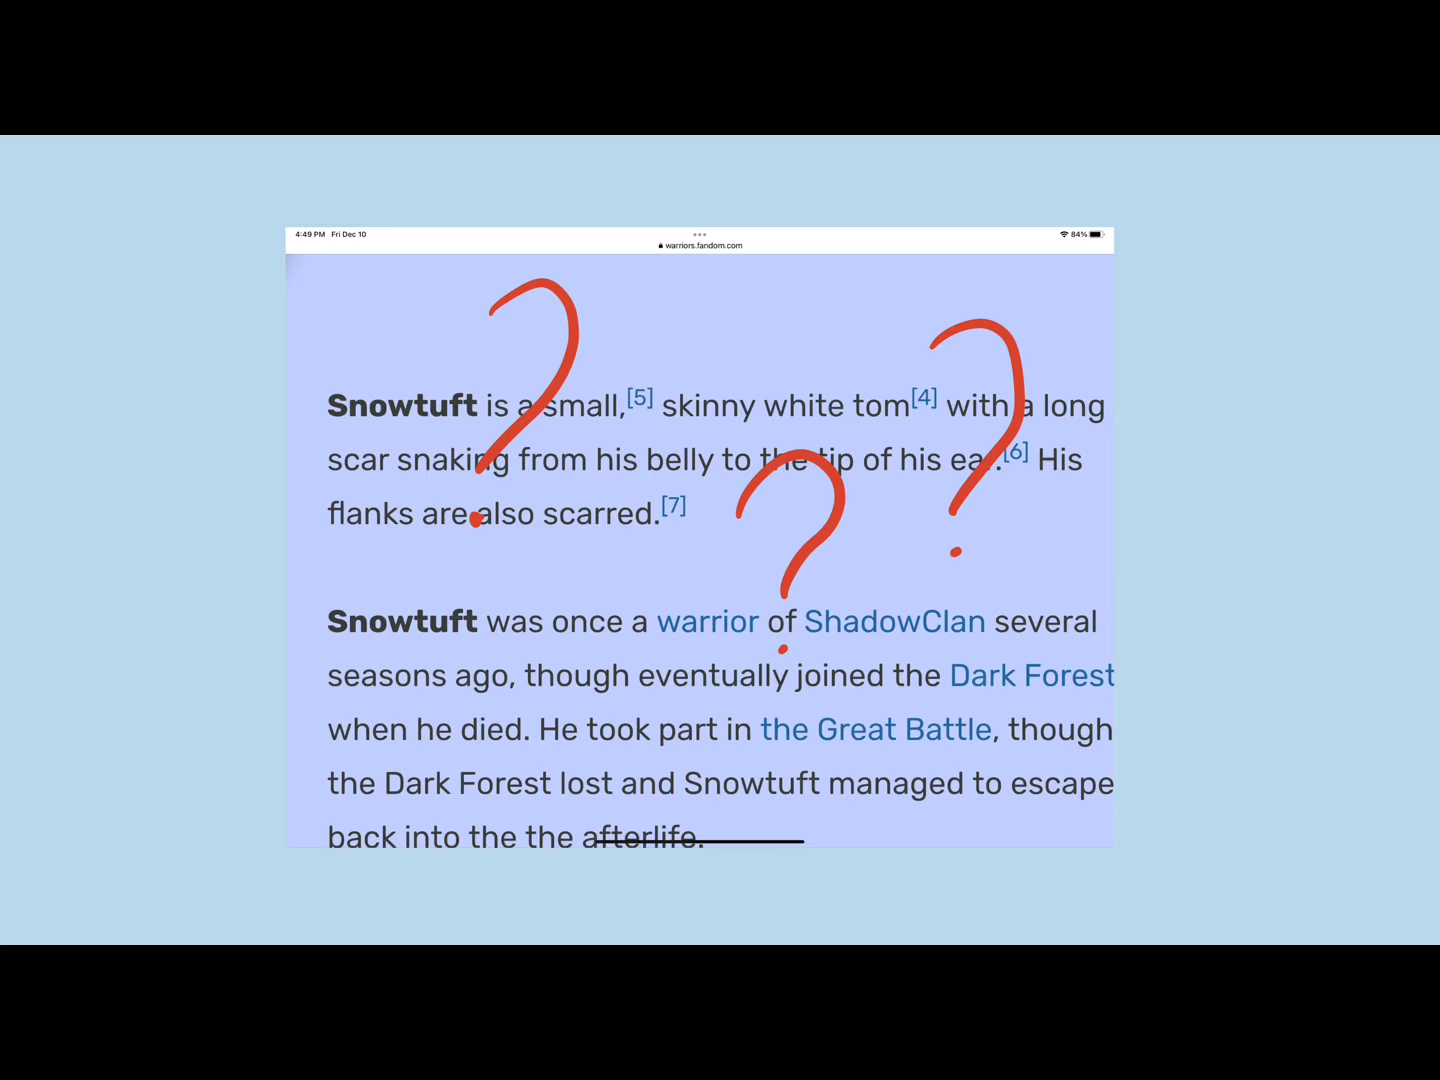 4:49 PM Fri Dec 10 84%
warriors.fandom.com
Snowtuft is a small,[5] skinny white tom[4] with a long
scar snaking from his belly to the tip of his ear.[6] His
flanks are also scarred.[7]
Snowtuft was once a warrior of ShadowClan several
seasons ago, though eventually joined the Dark Forest
when he died. He took part in the Great Battle, though
the Dark Forest lost and Snowtuft managed to escape
back into the the afterlife.
? ? ?